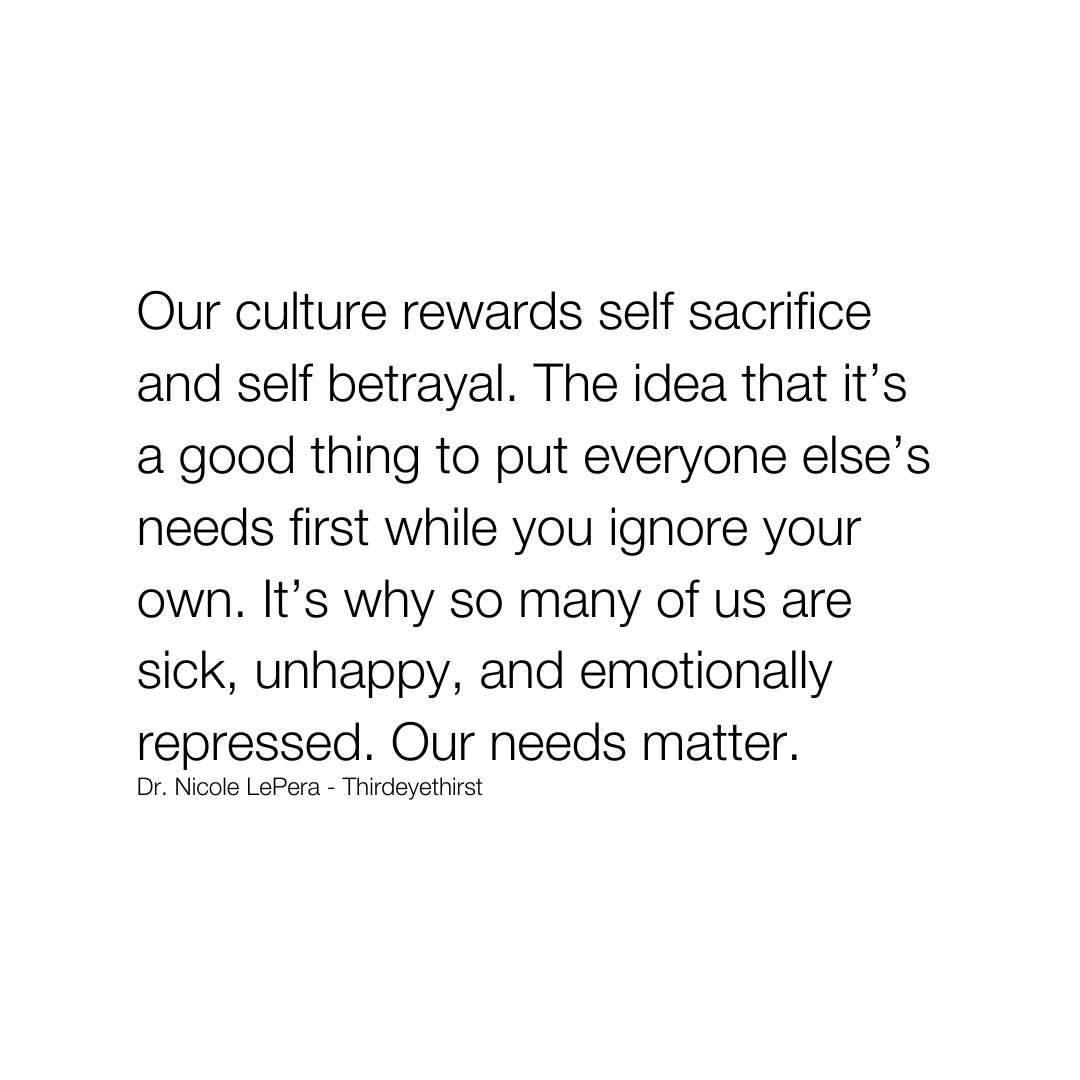 Our culture rewards self sacrifice
and self betrayal. The idea that it’s
a good thing to put everyone else’s
needs first while you ignore your
own. It’s why so many of us are
sick, unhappy, and emotionally
repressed. Our needs matter.
Dr. Nicole LePera - Thirdeyethirst